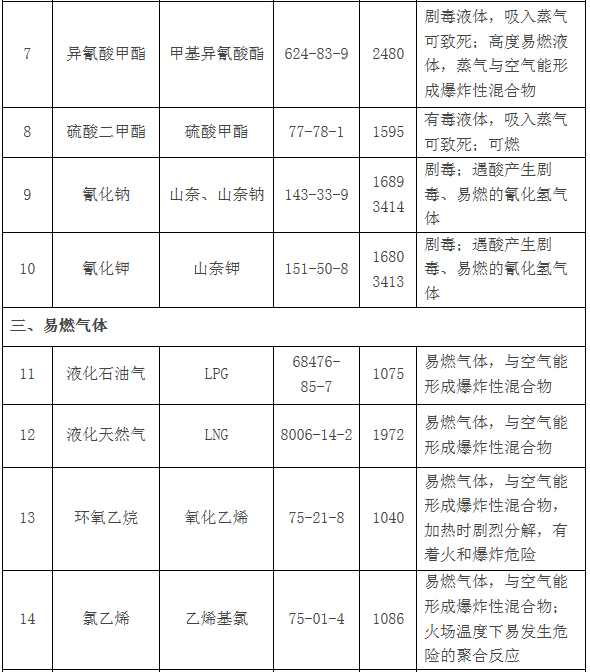 7 异氰酸甲酯 甲基异氰酸酯 624-83-9 2480 剧毒液体，吸入蒸气
可致死；高度易燃液
体，蒸气与空气能形
成爆炸性混合物
8 硫酸二甲酯 硫酸甲酯 77-78-1 1595 有毒液体，吸入蒸气
可致死；可燃
9 氰化钠 山奈、山奈钠 143-33-9 1689
3414 剧毒；遇酸产生剧
毒、易燃的氰化氢气
体
10 氰化钾 山奈钾 151-50-8 1680
3413 剧毒；遇酸产生剧
毒、易燃的氰化氢气
体
三、易燃气体
11 液化石油气 LPG 68476-
85-7 1075 易燃气体，与空气能
形成爆炸性混合物
12 液化天然气 LNG 8006-14-2 1972 易燃气体，与空气能
形成爆炸性混合物
13 环氧乙烷 氧化乙烯 75-21-8 1040 易燃气体，与空气能
形成爆炸性混合物，
加热时剧烈分解，有
着火和爆炸危险
14 氯乙烯 乙烯基氯 75-01-4 1086 易燃气体，与空气能
形成爆炸性混合物；
火场温度下易发生危
险的聚合反应